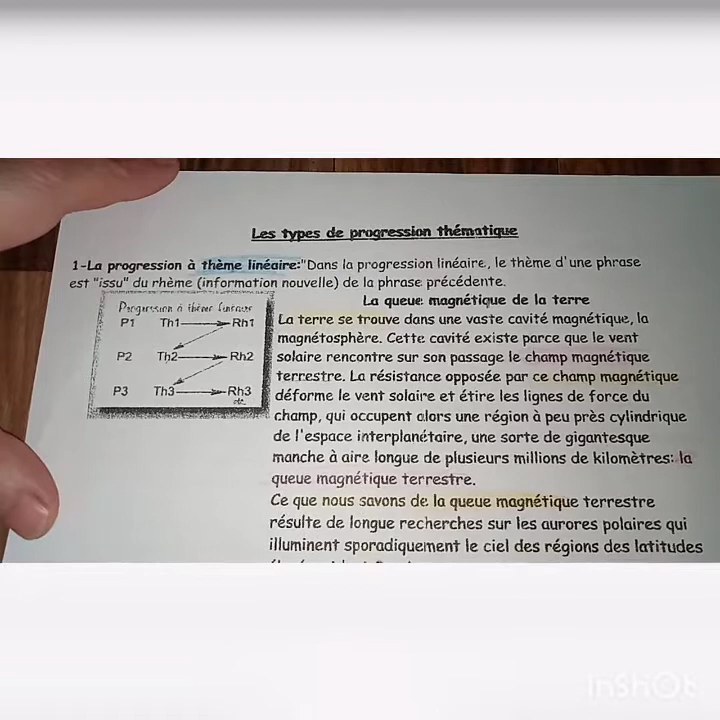 Les types de progression thématique
1-La progression à thème linéaire:"Dans la progression linéaire, le thème d'une phrase
est "issu" du rhème (information nouvelle) de la phrase précédente.
La queue magnétique de la terre
Progression à thème linéaire
P1 Th1 Rh1
P2 Th2 Rh2
P3 Th3 Rh3
etc
La terre se trouve dans une vaste cavité magnétique, la
magnétosphère. Cette cavité existe parce que le vent
solaire rencontre sur son passage le champ magnétique
terrestre. La résistance opposée par ce champ magnétique
déforme le vent solaire et étire les lignes de force du
champ, qui occupent alors une région à peu près cylindrique
de l'espace interplanétaire, une sorte de gigantesque
manche à aire longue de plusieurs millions de kilomètres: la
queue magnétique terrestre.
Ce que nous savons de la queue magnétique terrestre
résulte de longue recherches sur les aurores polaires qui
illuminent sporadiquement le ciel des régions des latitudes
InShOt